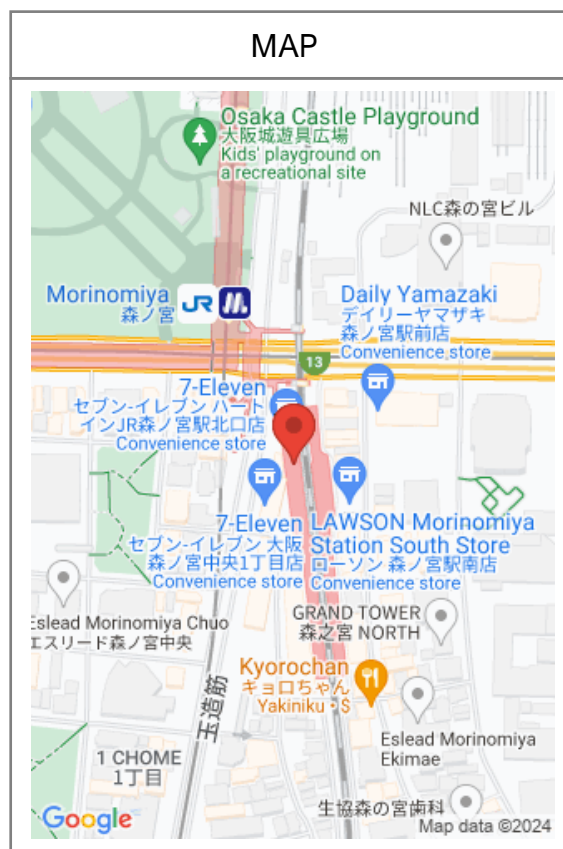 MAP
Osaka Castle Playground
大阪城遊具広場
Kids' playground on
a recreational site
NLC森の宮ビル
Morinomiya
森ノ宮
JR
Daily Yamazaki
デイリーヤマザキ
森ノ宮駅前店
Convenience store
13
7-Eleven
セブン-イレブン ハート
インJR森ノ宮駅北口店
Convenience store
7-Eleven
セブン-イレブン 大阪
森ノ宮中央1丁目店
Convenience store
LAWSON Morinomiya
Station South Store
ローソン 森ノ宮駅南店
Convenience store
Eslead Morinomiya Chuo
エスリード森ノ宮中央
GRAND TOWER
森之宮 NORTH
Kyorochan
キョロちゃん
Yakiniku・$
玉造筋
Eslead Morinomiya
Ekimae
1 CHOME
1丁目
生協森の宮歯科
Google
Map data ©2024